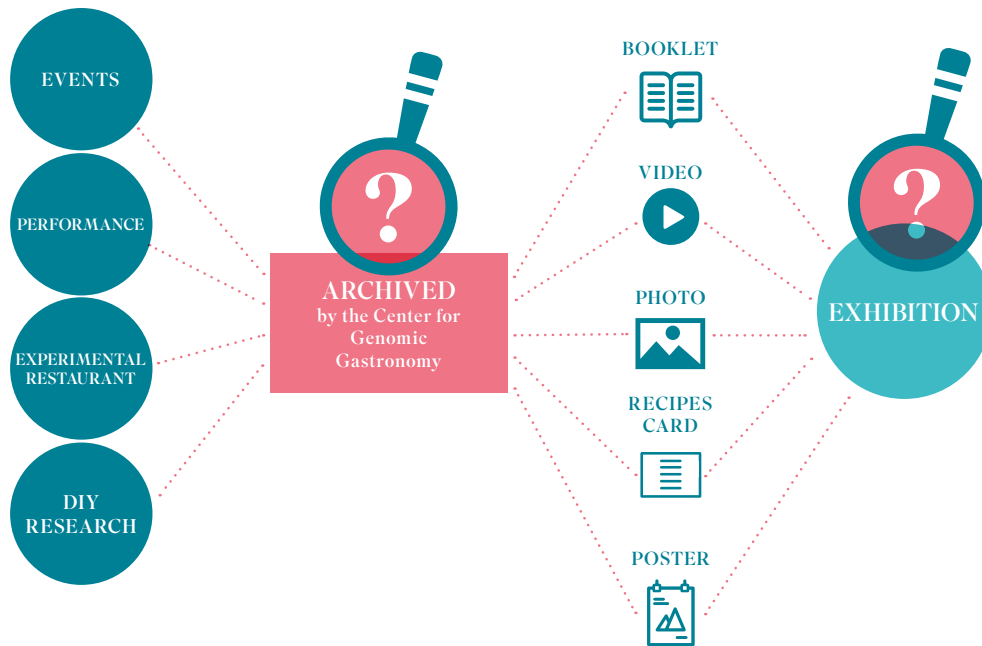 EVENTS
PERFORMANCE
EXPERIMENTAL
RESTAURANT
DIY
RESEARCH
?
ARCHIVED
by the Center for
Genomic
Gastronomy
BOOKLET
VIDEO
PHOTO
RECIPES
CARD
POSTER
?
EXHIBITION